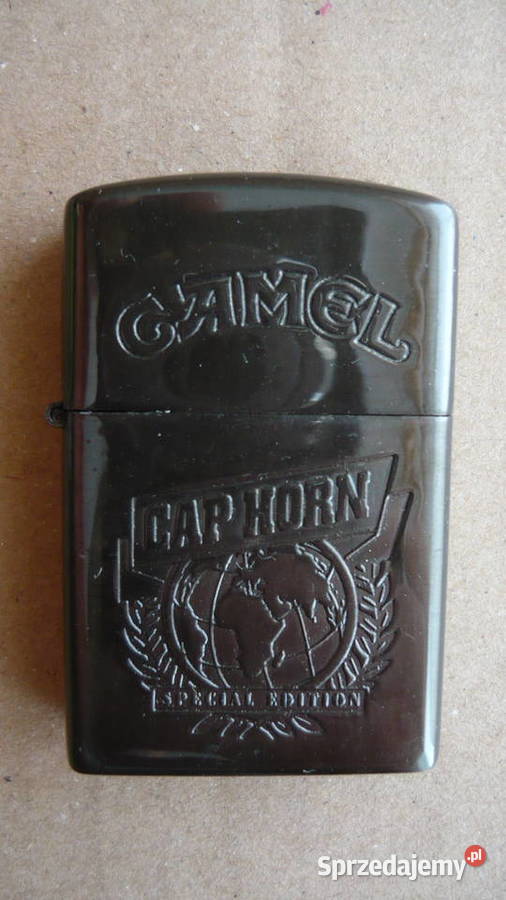 CAMEL
CAP HORN
SPECIAL EDITION
Sprzedajemy.pl